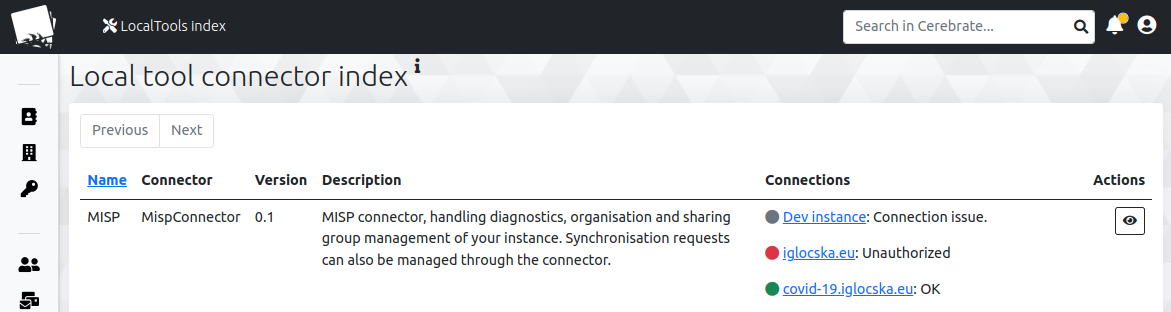 LocalTools index
Search in Cerebrate...
Local tool connector index i
Previous Next
Name Connector Version Description Connections Actions
MISP MispConnector 0.1 MISP connector, handling diagnostics, organisation and sharing Dev instance: Connection issue.
group management of your instance. Synchronisation requests iglocska.eu: Unauthorized
can also be managed through the connector.
covid-19.iglocska.eu: OK